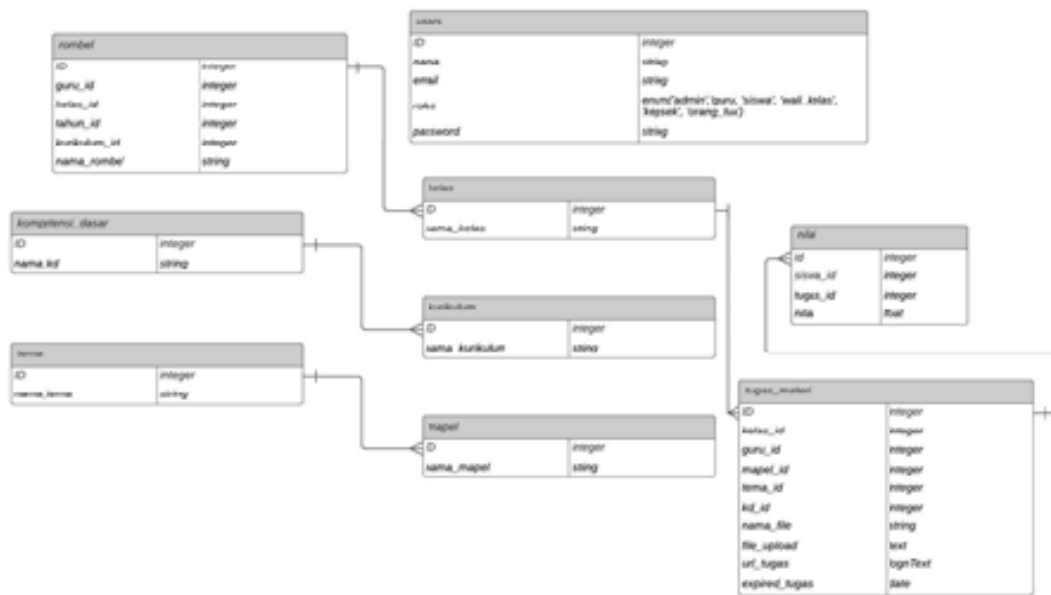 rombel
ID integer
guru_id integer
kelas_id integer
tahun_id integer
kurikulum_id integer
nama_rombel string
users
ID integer
nama string
email string
roles enum('admin','guru, 'siswa', 'wali_kelas',
'kepsek', 'orang_tua')
password string
kompetensi_dasar
ID integer
nama_kd string
kelas
ID integer
nama_kelas string
nilai
id integer
siswa_id integer
tugas_id integer
nilai float
kurikulum
ID integer
nama_kurikulum string
tema
ID integer
nama_tema string
mapel
ID integer
nama_mapel string
tugas_materi
ID integer
kelas_id integer
guru_id integer
mapel_id integer
tema_id integer
kd_id integer
nama_file string
file_upload text
url_tugas lognText
expired_tugas date